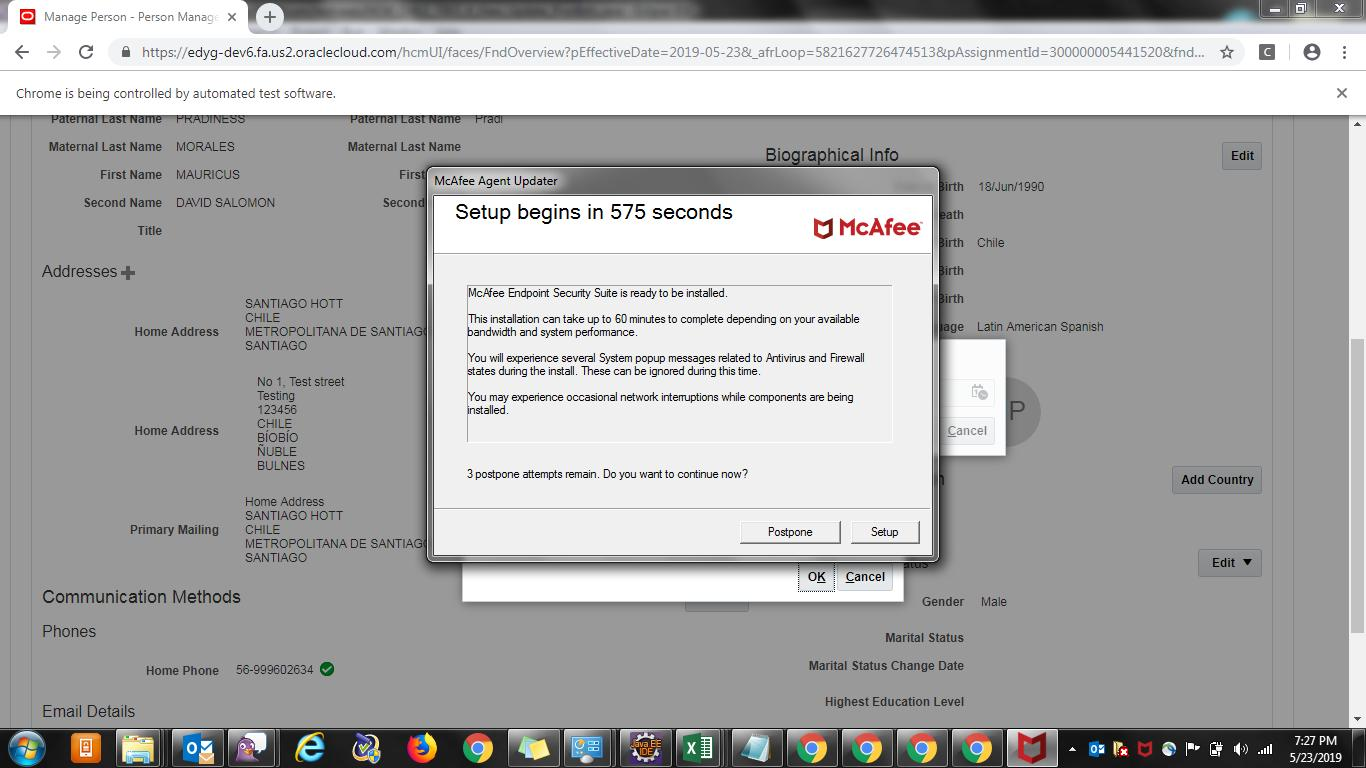 Manage Person - Person Manage
https://edyg-dev6.fa.us2.oraclecloud.com/hcmUI/faces/FndOverview?pEffectiveDate=2019-05-23&_afrLoop=5821627726474513&pAssignmentId=300000005441520&fnd...
C
Chrome is being controlled by automated test software.
Paternal Last Name PRADINESS Paternal Last Name Pradi
Maternal Last Name MORALES Maternal Last Name
First Name MAURICUS First
Second Name DAVID SALOMON Second
Title
Biographical Info
Edit
Birth 18/Jun/1990
Birth Chile
Birth
Birth
Latin American Spanish
Addresses
Home Address
SANTIAGO HOTT
CHILE
METROPOLITANA DE SANTIAGO
SANTIAGO
Home Address
No 1, Test street
Testing
123456
CHILE
BÍOBÍO
ÑUBLE
BULNES
Primary Mailing
Home Address
SANTIAGO HOTT
CHILE
METROPOLITANA DE SANTIAGO
SANTIAGO
Communication Methods
Phones
Home Phone 56-999602634
Email Details
McAfee Agent Updater
Setup begins in 575 seconds
McAfee
McAfee Endpoint Security Suite is ready to be installed.
This installation can take up to 60 minutes to complete depending on your available
bandwidth and system performance.
You will experience several System popup messages related to Antivirus and Firewall
states during the install. These can be ignored during this time.
You may experience occasional network interruptions while components are being
installed.
3 postpone attempts remain. Do you want to continue now?
Postpone Setup
OK Cancel
Cancel
P
Add Country
Edit
Gender Male
Marital Status
Marital Status Change Date
Highest Education Level
Java EE
IDE
7:27 PM
5/23/2019